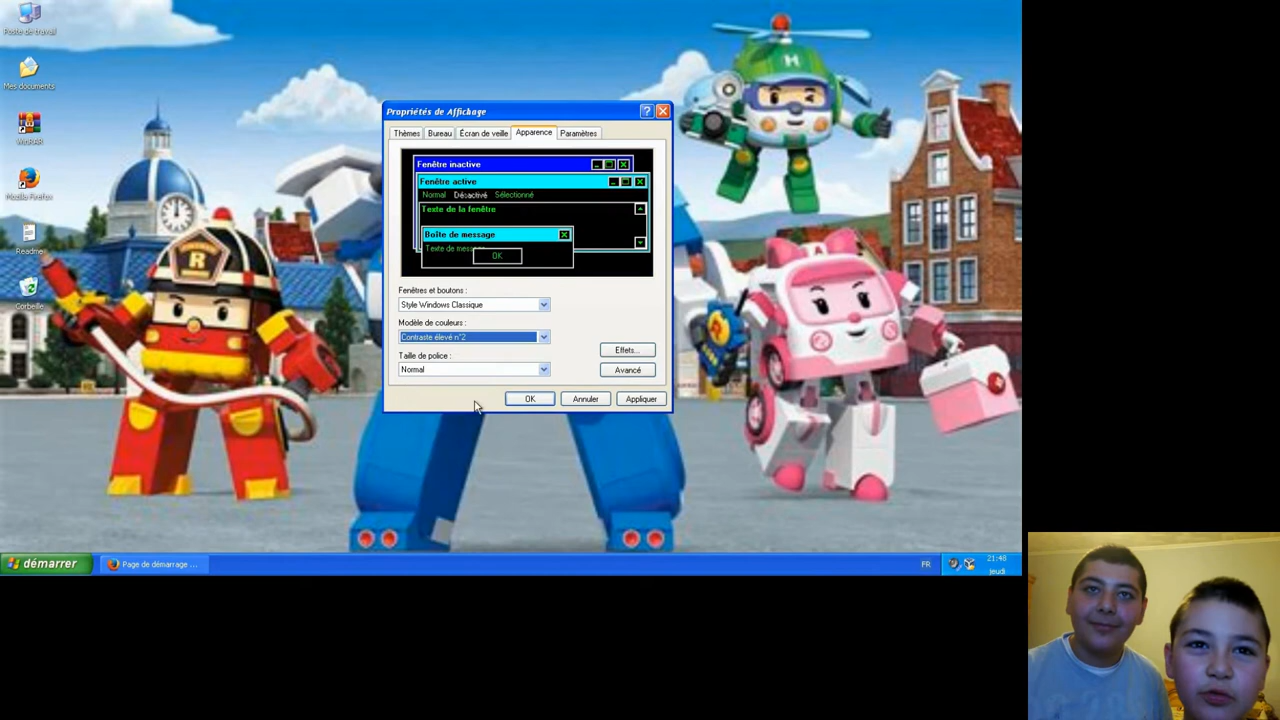 Poste de travail
Mes documents
WinRAR
Mozilla Firefox
Readme
Corbeille
H
R
A
Propriétés de Affichage
Thèmes Bureau Écran de veille Apparence Paramètres
Fenêtre inactive
Fenêtre active
Normal Désactivé Sélectionné
Texte de la fenêtre
Boîte de message
Texte de mess
OK
Fenêtres et boutons :
Style Windows Classique
Modèle de couleurs :
Contraste élevé n°2
Effets...
Taille de police :
Normal
Avancé
OK Annuler Appliquer
démarrer
Page de démarrage ...
FR
21:48
jeudi